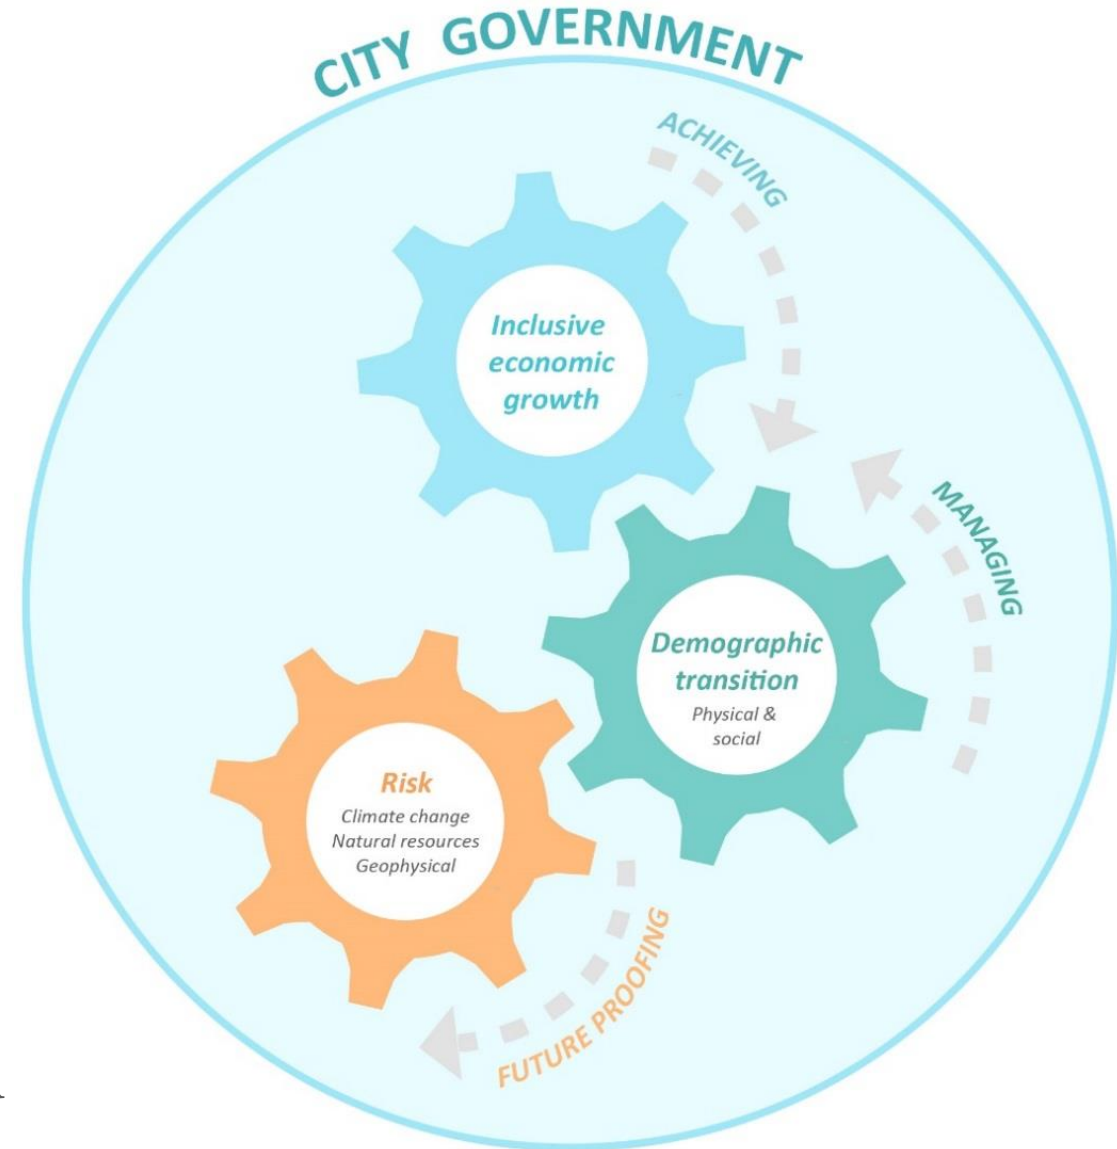 CITY GOVERNMENT
ACHIEVING
Inclusive
economic
growth
MANAGING
Demographic
transition
Physical &
social
Risk
Climate change
Natural resources
Geophysical
FUTURE PROOFING